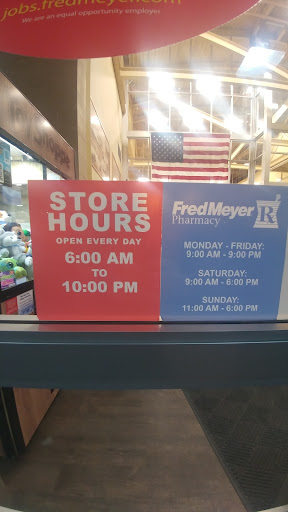 jobs.fredmeyer.com
We are an equal opportunity employer
STORE
HOURS
OPEN EVERY DAY
6:00 AM
TO
10:00 PM
FredMeyer
Pharmacy
MONDAY - FRIDAY:
9:00 AM - 9:00 PM
SATURDAY:
9:00 AM - 6:00 PM
SUNDAY:
11:00 AM - 6:00 PM